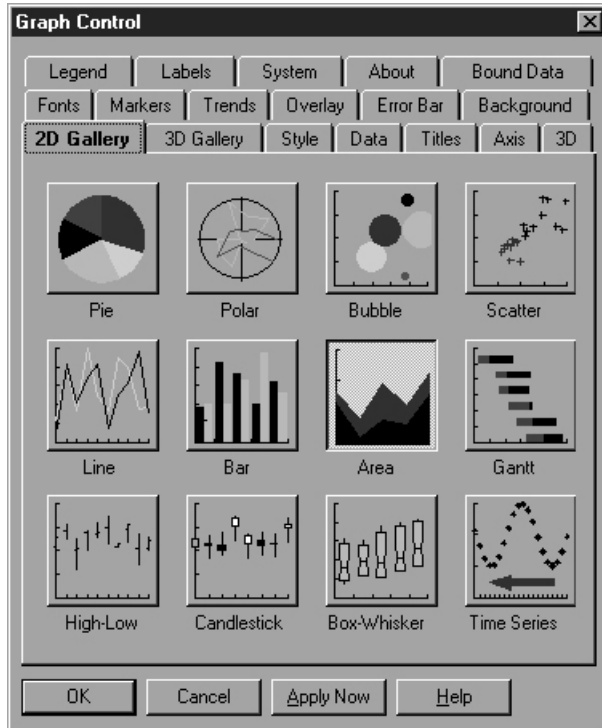 Graph Control
Legend Labels System About Bound Data
Fonts Markers Trends Overlay Error Bar Background
2D Gallery 3D Gallery Style Data Titles Axis 3D
Pie Polar Bubble Scatter
Line Bar Area Gantt
High-Low Candlestick Box-Whisker Time Series
OK Cancel Apply Now Help